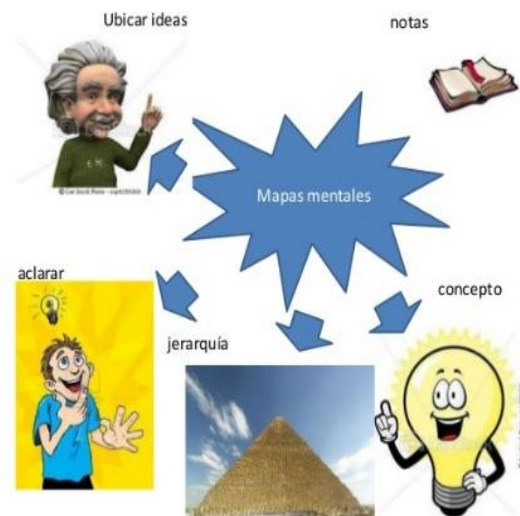 Ubicar ideas
notas
Mapas mentales
aclarar
concepto
jerarquía